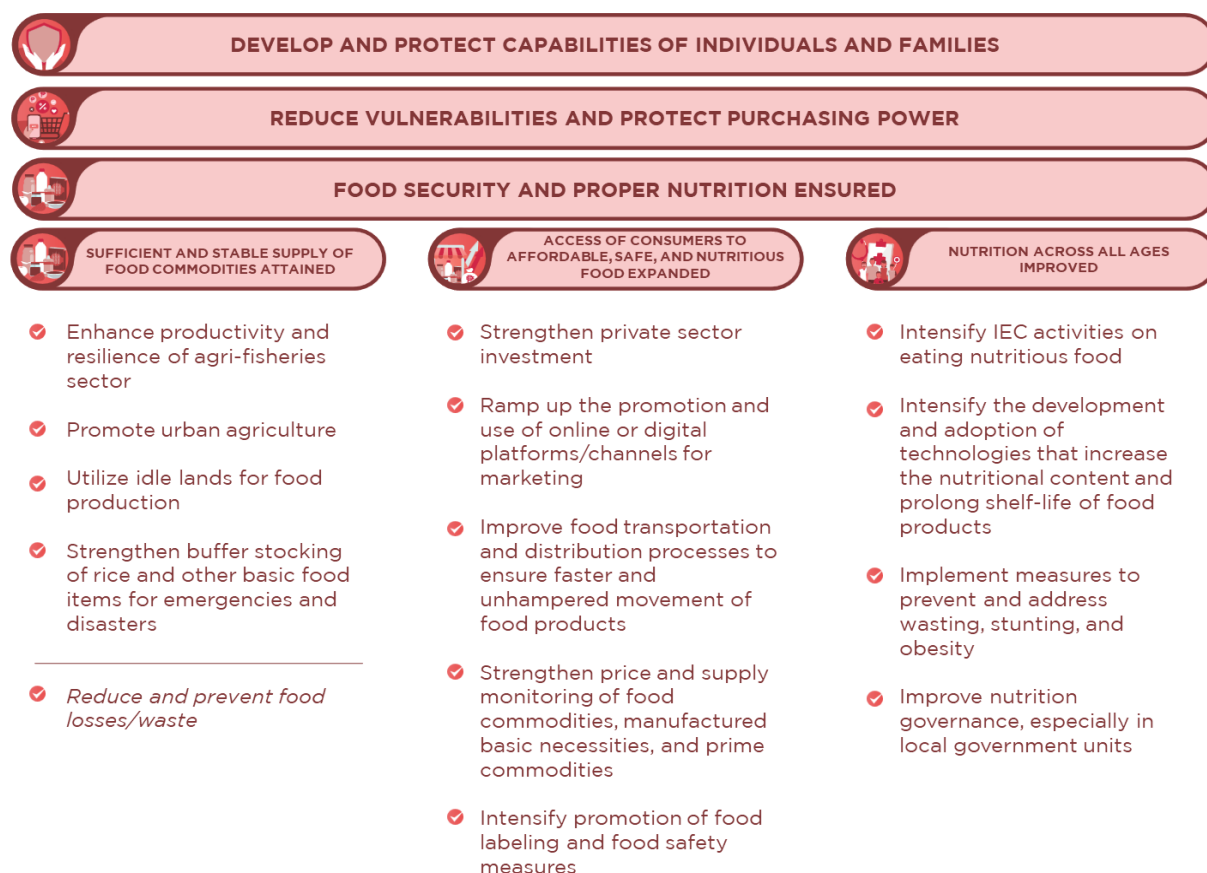 DEVELOP AND PROTECT CAPABILITIES OF INDIVIDUALS AND FAMILIES
REDUCE VULNERABILITIES AND PROTECT PURCHASING POWER
FOOD SECURITY AND PROPER NUTRITION ENSURED
SUFFICIENT AND STABLE SUPPLY OF
FOOD COMMODITIES ATTAINED
Enhance productivity and
resilience of agri-fisheries
sector
Promote urban agriculture
Utilize idle lands for food
production
Strengthen buffer stocking
of rice and other basic food
items for emergencies and
disasters
Reduce and prevent food
losses/waste
ACCESS OF CONSUMERS TO
AFFORDABLE, SAFE, AND NUTRITIOUS
FOOD EXPANDED
Strengthen private sector
investment
Ramp up the promotion and
use of online or digital
platforms/channels for
marketing
Improve food transportation
and distribution processes to
ensure faster and
unhampered movement of
food products
Strengthen price and supply
monitoring of food
commodities, manufactured
basic necessities, and prime
commodities
Intensify promotion of food
labeling and food safety
measures
NUTRITION ACROSS ALL AGES
IMPROVED
Intensify IEC activities on
eating nutritious food
Intensify the development
and adoption of
technologies that increase
the nutritional content and
prolong shelf-life of food
products
Implement measures to
prevent and address
wasting, stunting, and
obesity
Improve nutrition
governance, especially in
local government units